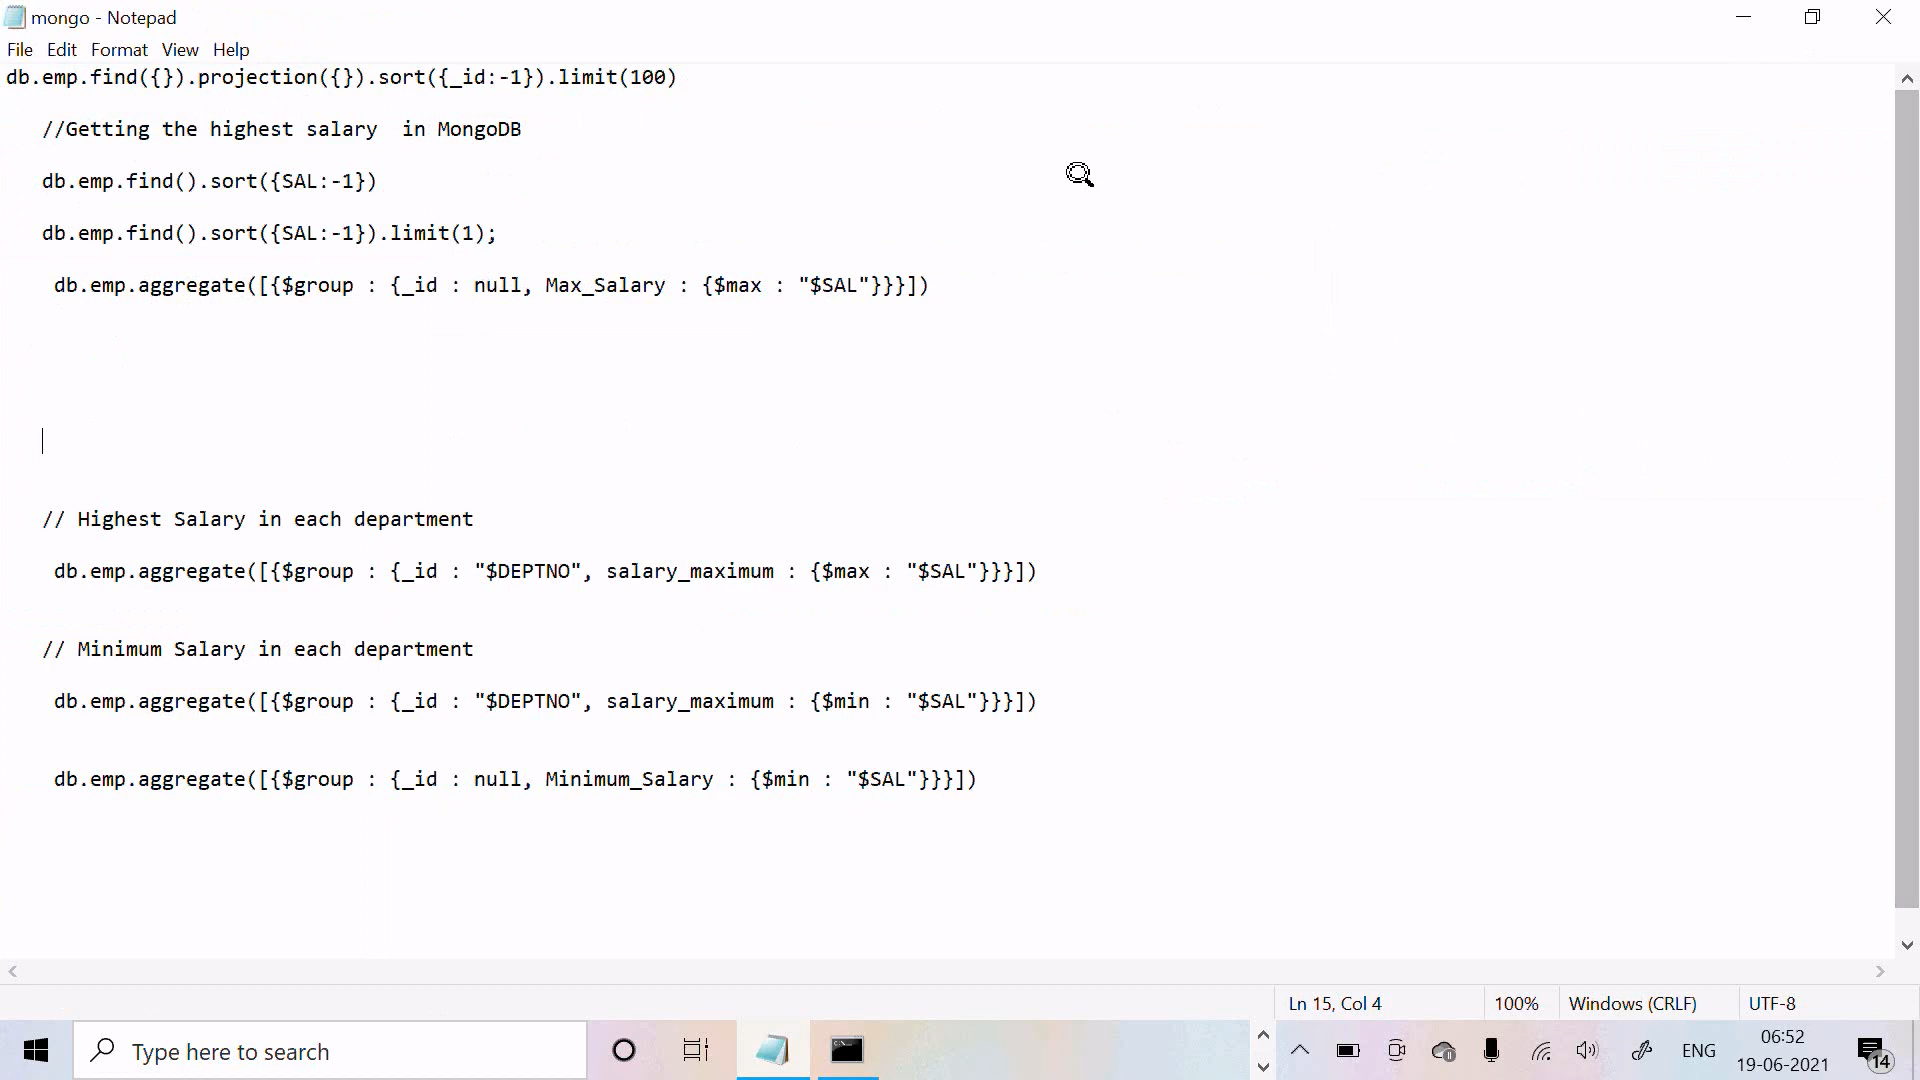 mongo - Notepad
File Edit Format View Help
db.emp.find({}).projection({}).sort({_id:-1}).limit(100)
//Getting the highest salary  in MongoDB
db.emp.find().sort({SAL:-1})
db.emp.find().sort({SAL:-1}).limit(1);
db.emp.aggregate([{$group : {_id : null, Max_Salary : {$max : "$SAL"}}}])
// Highest Salary in each department
db.emp.aggregate([{$group : {_id : "$DEPTNO", salary_maximum : {$max : "$SAL"}}}])
// Minimum Salary in each department
db.emp.aggregate([{$group : {_id : "$DEPTNO", salary_maximum : {$min : "$SAL"}}}])
db.emp.aggregate([{$group : {_id : null, Minimum_Salary : {$min : "$SAL"}}}])
Ln 15, Col 4 100% Windows (CRLF) UTF-8
Type here to search
ENG
06:52
19-06-2021
14